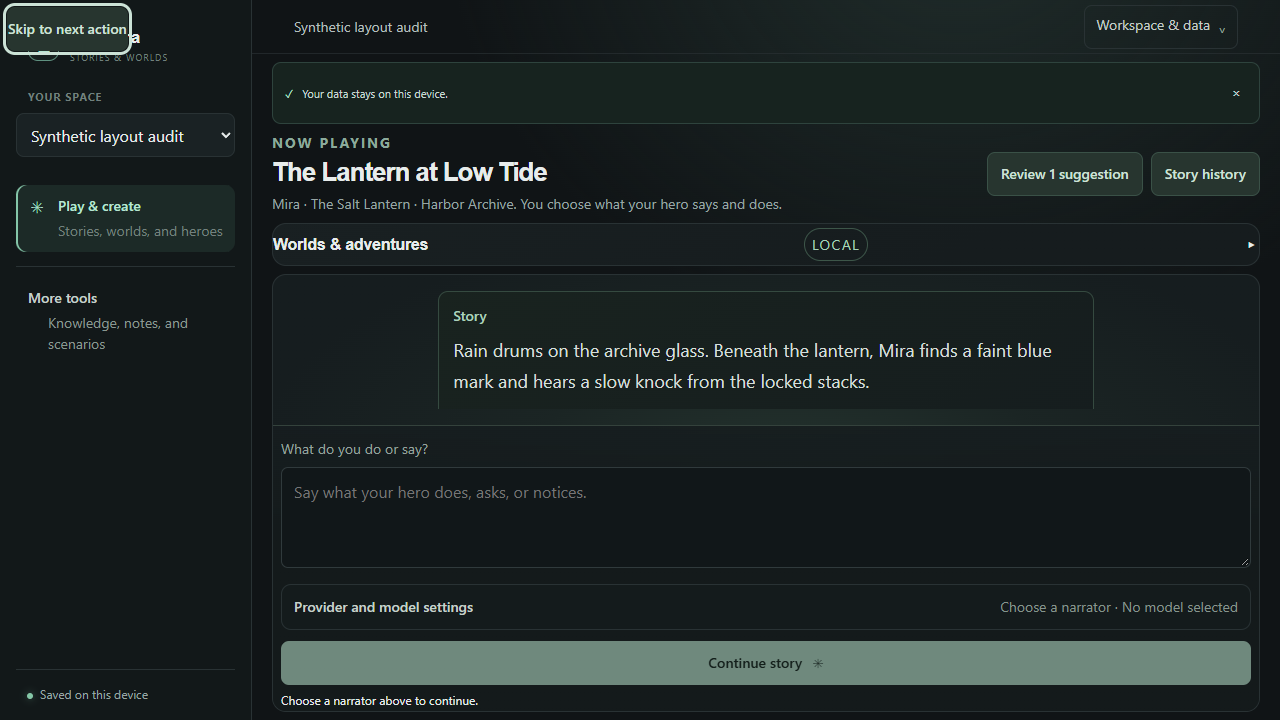 Skip to next action
STORIES & WORLDS
YOUR SPACE
Synthetic layout audit
Play & create
Stories, worlds, and heroes
More tools
Knowledge, notes, and
scenarios
Saved on this device
Synthetic layout audit
Workspace & data
✓ Your data stays on this device. ×
NOW PLAYING
The Lantern at Low Tide
Mira · The Salt Lantern · Harbor Archive. You choose what your hero says and does.
Review 1 suggestion
Story history
Worlds & adventures LOCAL
Story
Rain drums on the archive glass. Beneath the lantern, Mira finds a faint blue
mark and hears a slow knock from the locked stacks.
What do you do or say?
Say what your hero does, asks, or notices.
Provider and model settings Choose a narrator · No model selected
Continue story ✳
Choose a narrator above to continue.